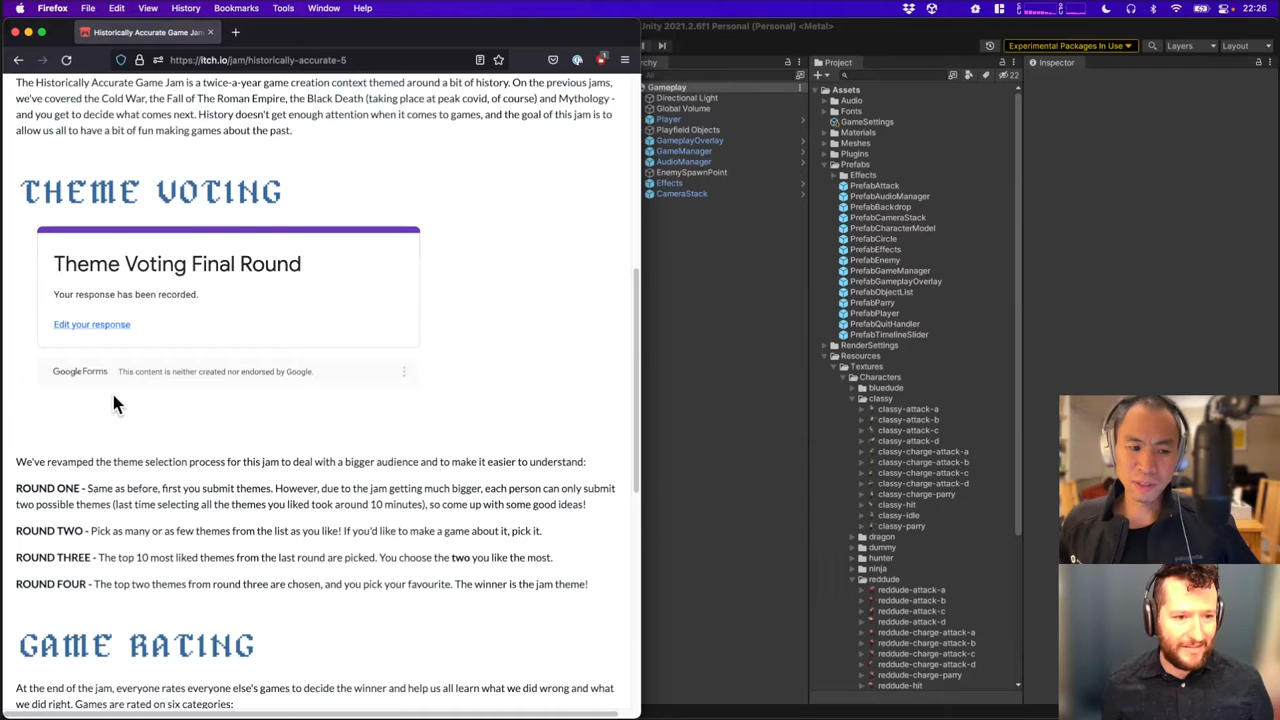 Firefox File Edit View History Bookmarks Tools Window Help
22:26
Historically Accurate Game Jam
https://itch.io/jam/historically-accurate-5
1
The Historically Accurate Game Jam is a twice-a-year game creation context themed around a bit of history. On the previous jams,
we've covered the Cold War, the Fall of The Roman Empire, the Black Death (taking place at peak covid, of course) and Mythology -
and you get to decide what comes next. History doesn't get enough attention when it comes to games, and the goal of this jam is to
allow us all to have a bit of fun making games about the past.
THEME VOTING
Theme Voting Final Round
Your response has been recorded.
Edit your response
Google Forms This content is neither created nor endorsed by Google.
We've revamped the theme selection process for this jam to deal with a bigger audience and to make it easier to understand:
ROUND ONE - Same as before, first you submit themes. However, due to the jam getting much bigger, each person can only submit
two possible themes (last time selecting all the themes you liked took around 10 minutes), so come up with some good ideas!
ROUND TWO - Pick as many or as few themes from the list as you like! If you'd like to make a game about it, pick it.
ROUND THREE - The top 10 most liked themes from the last round are picked. You choose the two you like the most.
ROUND FOUR - The top two themes from round three are chosen, and you pick your favourite. The winner is the jam theme!
GAME RATING
At the end of the jam, everyone rates everyone else's games to decide the winner and help us all learn what we did wrong and what
we did right. Games are rated on six categories:
Unity 2021.2.6f1 Personal (Personal) <Metal>
Experimental Packages In Use
Layers
Layout
rchy
All
Gameplay
Directional Light
Global Volume
Player
Playfield Objects
GameplayOverlay
GameManager
AudioManager
EnemySpawnPoint
Effects
CameraStack
Project
22
Assets
Audio
Fonts
GameSettings
Materials
Meshes
Plugins
Prefabs
Effects
PrefabAttack
PrefabAudioManager
PrefabBackdrop
PrefabCameraStack
PrefabCharacterModel
PrefabCircle
PrefabEffects
PrefabEnemy
PrefabGameManager
PrefabGameplayOverlay
PrefabObjectList
PrefabParry
PrefabPlayer
PrefabQuitHandler
PrefabTimelineSlider
RenderSettings
Resources
Textures
Characters
bluedude
classy
classy-attack-a
classy-attack-b
classy-attack-c
classy-attack-d
classy-charge-attack-a
classy-charge-attack-b
classy-charge-attack-c
classy-charge-attack-d
classy-charge-parry
classy-hit
classy-idle
classy-parry
dragon
dummy
hunter
ninja
reddude
reddude-attack-a
reddude-attack-b
reddude-attack-c
reddude-attack-d
reddude-charge-attack-a
reddude-charge-attack-b
reddude-charge-attack-c
reddude-charge-attack-d
reddude-charge-parry
reddude-hit
Inspector